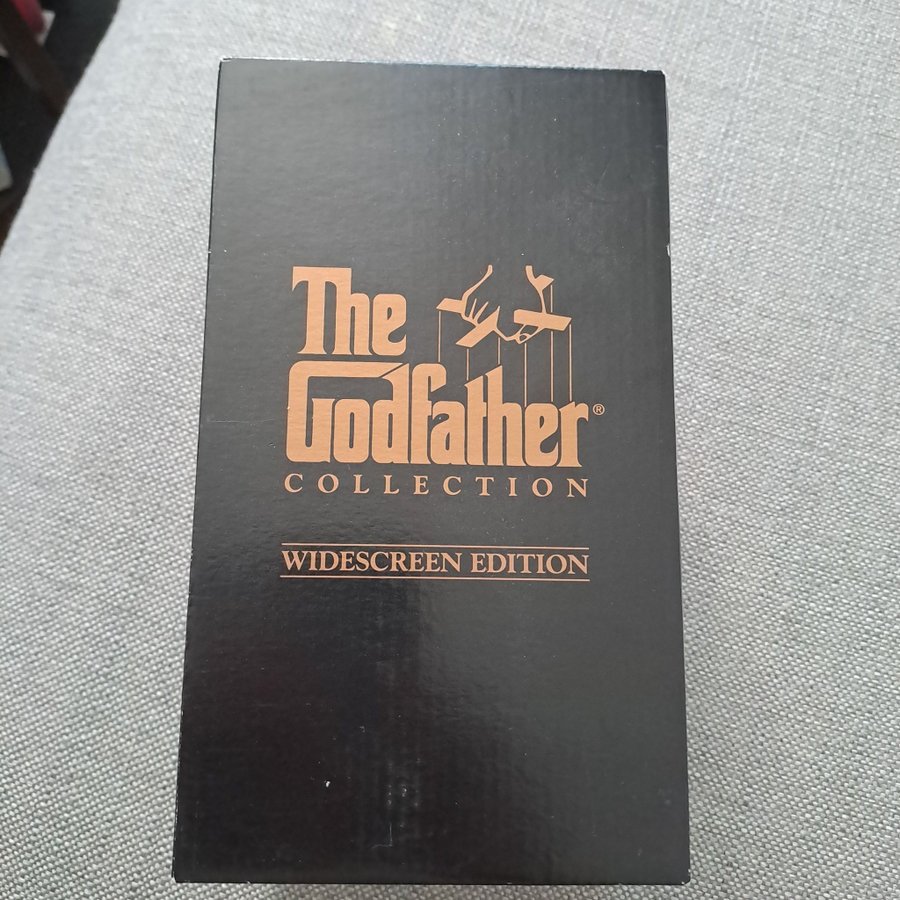 The
Godfather®
COLLECTION
WIDESCREEN EDITION